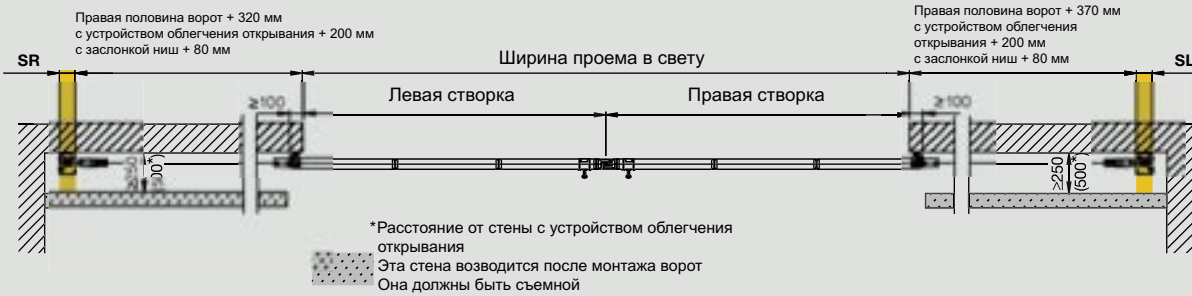 Правая половина ворот + 320 мм
с устройством облегчения открывания + 200 мм
с заслонкой ниш + 80 мм
Правая половина ворот + 370 мм
с устройством облегчения
открывания + 200 мм
с заслонкой ниш + 80 мм
SR
Ширина проема в свету
SL
≥100
Левая створка
Правая створка
≥100
≥250
(500*)
≥250
(500*)
*Расстояние от стены с устройством облегчения
открывания
Эта стена возводится после монтажа ворот
Она должны быть съемной